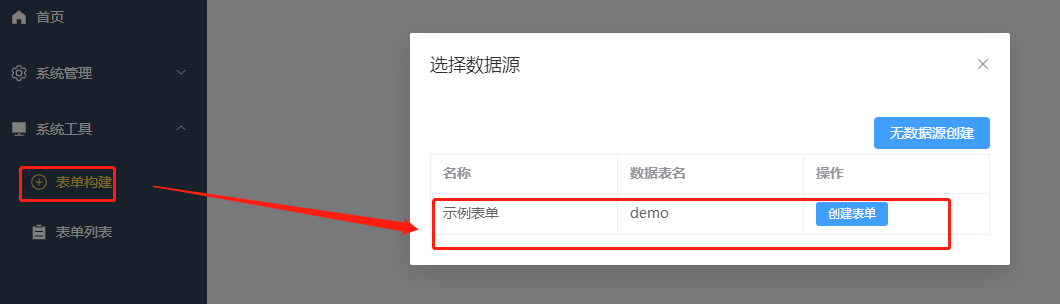 首页
系统管理
系统工具
表单构建
表单列表
选择数据源
无数据源创建
名称 数据表名 操作
示例表单 demo 创建表单